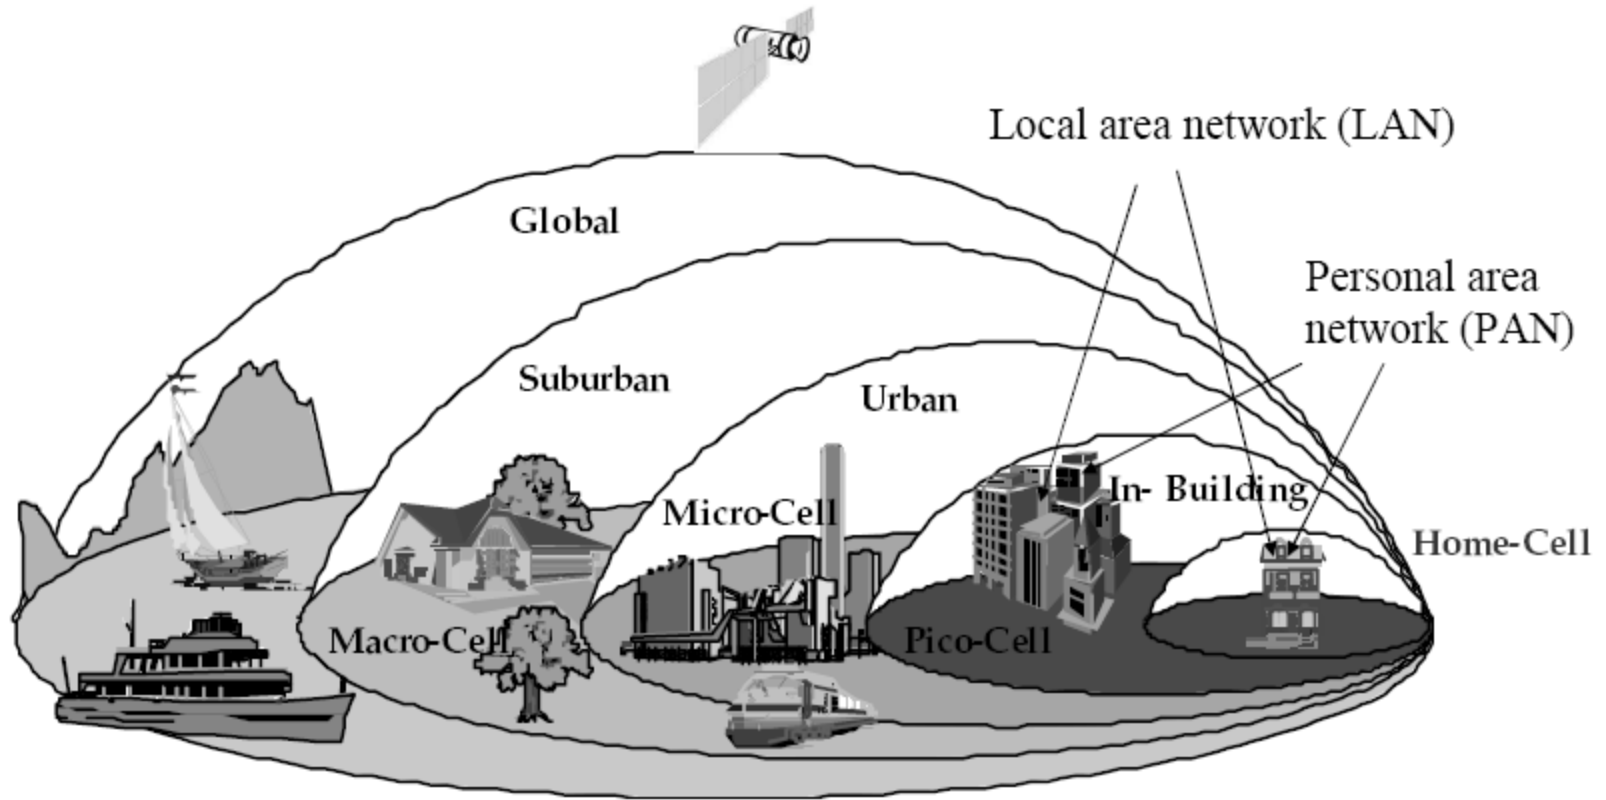 Local area network (LAN)
Global
Personal area
network (PAN)
Suburban
Urban
In- Building
Micro-Cell
Home-Cell
Macro-Cell
Pico-Cell